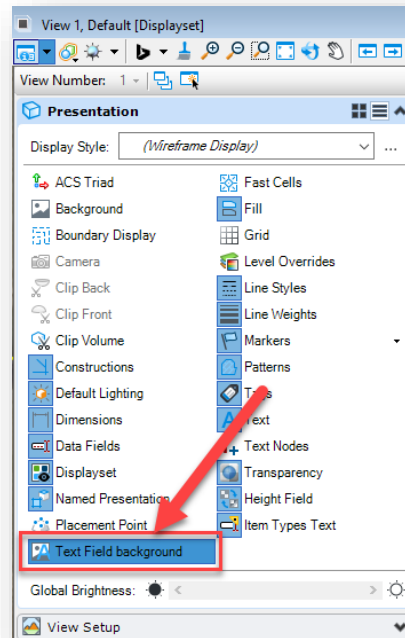 View 1, Default [Displayset]
View Number: 1
Presentation
Display Style: (Wireframe Display) ...
ACS Triad Fast Cells
Background Fill
Boundary Display Grid
Camera Level Overrides
Clip Back Line Styles
Clip Front Line Weights
Clip Volume Markers
Constructions Patterns
Default Lighting Tags
Dimensions Text
Data Fields Text Nodes
Displayset Transparency
Named Presentation Height Field
Placement Point Item Types Text
Text Field background
Global Brightness:
View Setup